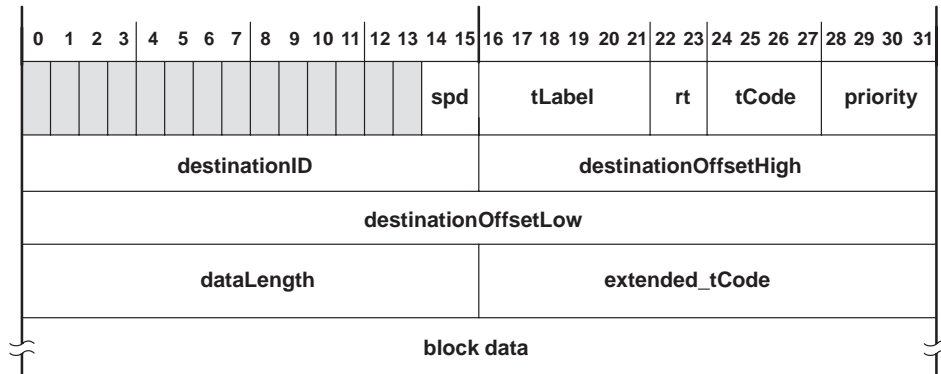 0 1 2 3 4 5 6 7 8 9 10 11 12 13 14 15 16 17 18 19 20 21 22 23 24 25 26 27 28 29 30 31
spd tLabel rt tCode priority
destinationID destinationOffsetHigh
destinationOffsetLow
dataLength extended_tCode
block data